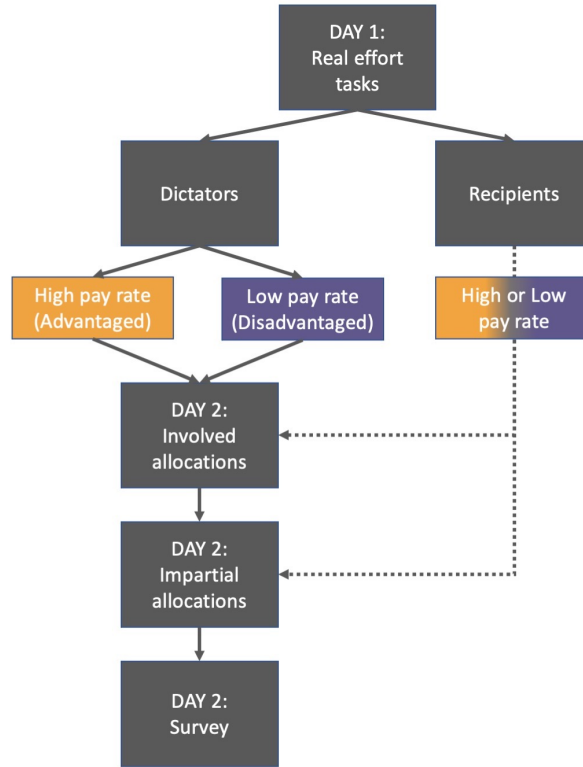 DAY 1:
Real effort
tasks
Dictators
Recipients
High pay rate
(Advantaged)
Low pay rate
(Disadvantaged)
High or Low
pay rate
DAY 2:
Involved
allocations
DAY 2:
Impartial
allocations
DAY 2:
Survey